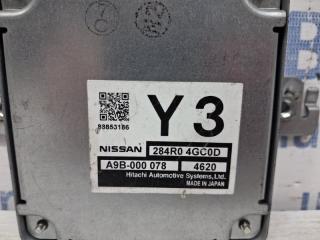 Y3
88853186
NISSAN 284R0 4GC0D
A9B-000 078 4620
Hitachi Automotive Systems,Ltd.
MADE IN JAPAN